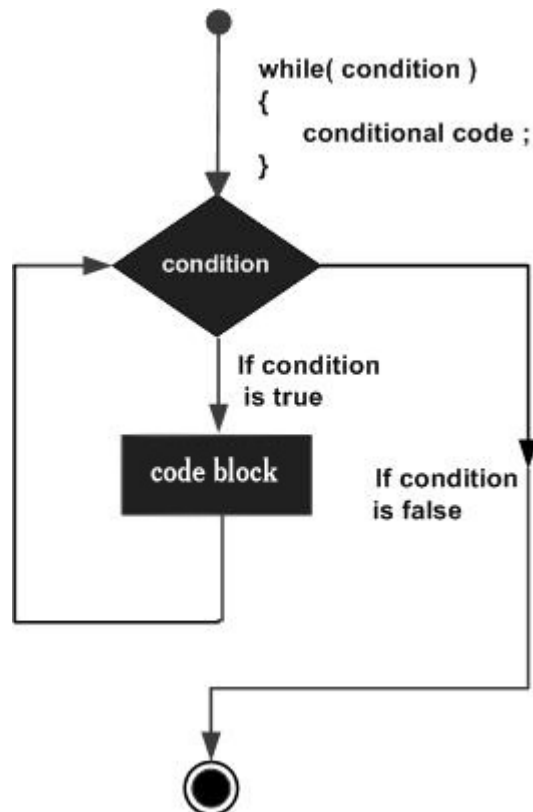 while( condition )
{
conditional code ;
}
condition
If condition
is true
code block
If condition
is false